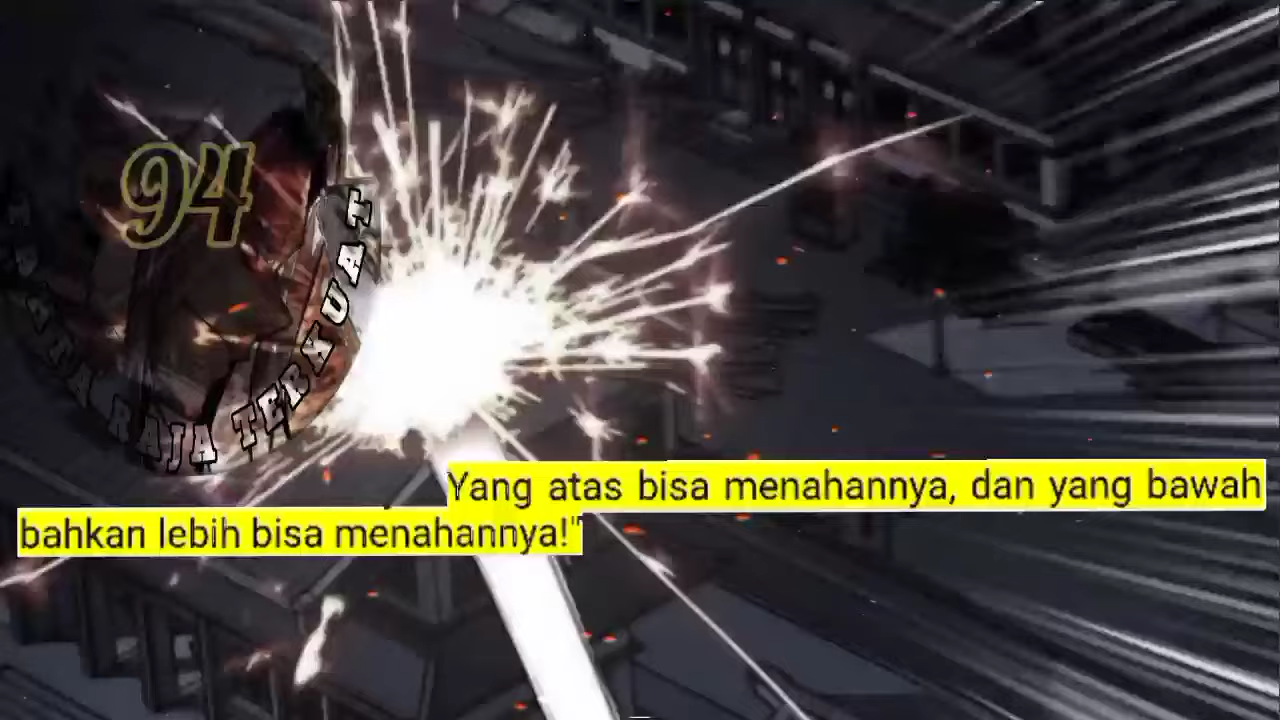 94
RAJA TERKUAT
Yang atas bisa menahannya, dan yang bawah
bahkan lebih bisa menahannya!"